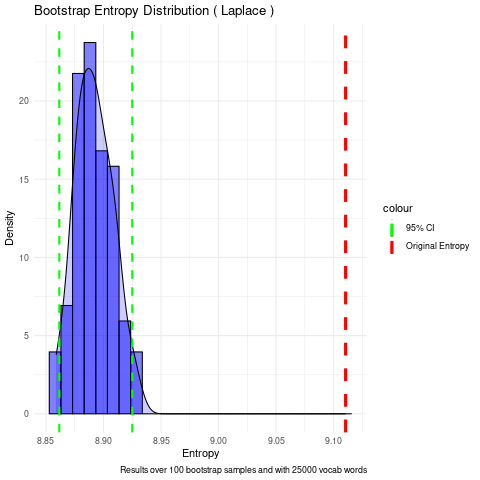 Bootstrap Entropy Distribution ( Laplace )
Density
20
15
10
5
0
8.85 8.90 8.95 9.00 9.05 9.10
Entropy
Results over 100 bootstrap samples and with 25000 vocab words
colour
95% CI
Original Entropy